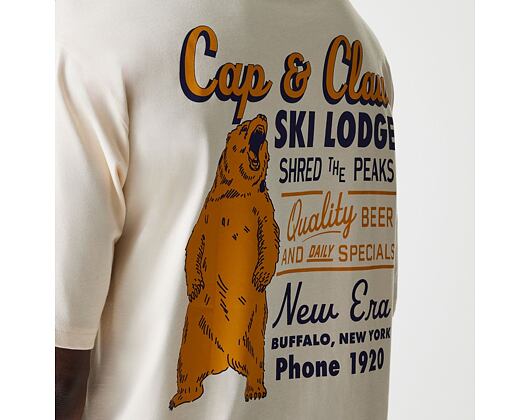 Cap & Claw
SKI LODGE
SHRED THE PEAKS
Quality BEER
AND DAILY SPECIALS
New Era
BUFFALO, NEW YORK
Phone 1920